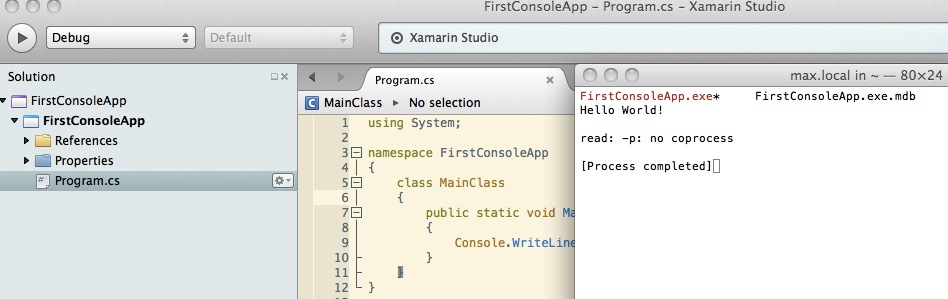 FirstConsoleApp – Program.cs – Xamarin Studio
Debug
Default
Xamarin Studio
Solution
FirstConsoleApp
FirstConsoleApp
References
Properties
Program.cs
Program.cs
MainClass ▸ No selection
1 using System;
2
3 namespace FirstConsoleApp
4 {
5 class MainClass
6 {
7 public static void Ma
8 {
9 Console.WriteLine
10 }
11 }
12 }
max.local in ~ — 80×24
FirstConsoleApp.exe* FirstConsoleApp.exe.mdb
Hello World!
read: -p: no coprocess
[Process completed]